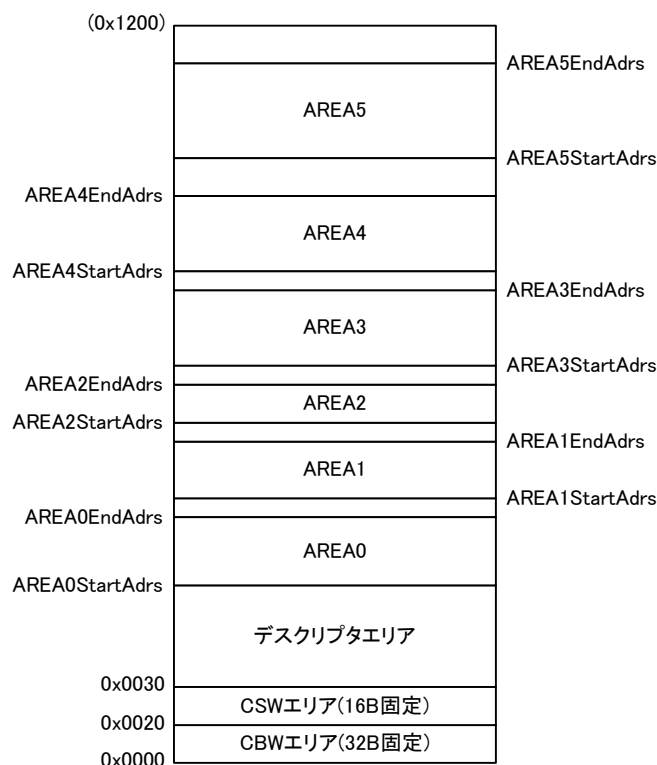 (0x1200)
AREA5EndAdrs
AREA5
AREA5StartAdrs
AREA4EndAdrs
AREA4
AREA4StartAdrs
AREA3EndAdrs
AREA3
AREA3StartAdrs
AREA2EndAdrs
AREA2
AREA2StartAdrs
AREA1EndAdrs
AREA1
AREA1StartAdrs
AREA0EndAdrs
AREA0
AREA0StartAdrs
デスクリプタエリア
0x0030
CSWエリア(16B固定)
0x0020
CBWエリア(32B固定)
0x0000